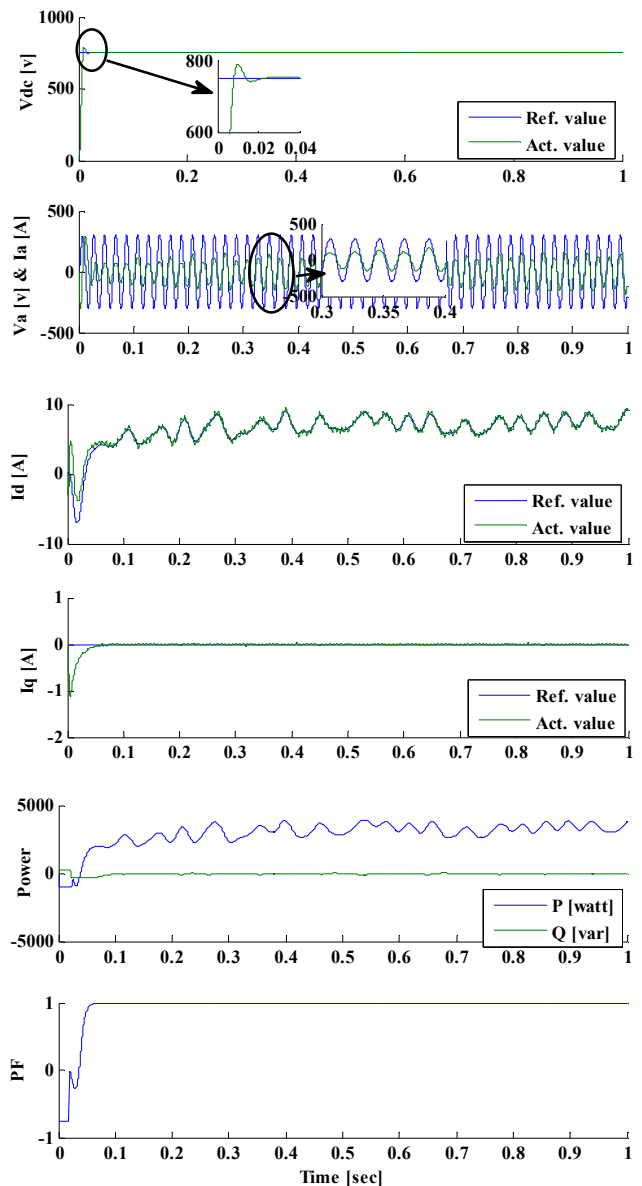 1000
Vdc [v]
500
0
800
600
0 0.02 0.04
Ref. value
Act. value
0 0.2 0.4 0.6 0.8 1
500
Va [v] & Ia [A]
0
-500
500
0
-500
0.3 0.35 0.4
0 0.1 0.2 0.3 0.4 0.5 0.6 0.7 0.8 0.9 1
10
Id [A]
0
-10
Ref. value
Act. value
0 0.1 0.2 0.3 0.4 0.5 0.6 0.7 0.8 0.9 1
1
0
Iq [A]
-1
-2
Ref. value
Act. value
0 0.1 0.2 0.3 0.4 0.5 0.6 0.7 0.8 0.9 1
5000
Power
0
-5000
P [watt]
Q [var]
0 0.1 0.2 0.3 0.4 0.5 0.6 0.7 0.8 0.9 1
1
PF
0
-1
0 0.1 0.2 0.3 0.4 0.5 0.6 0.7 0.8 0.9 1
Time [sec]